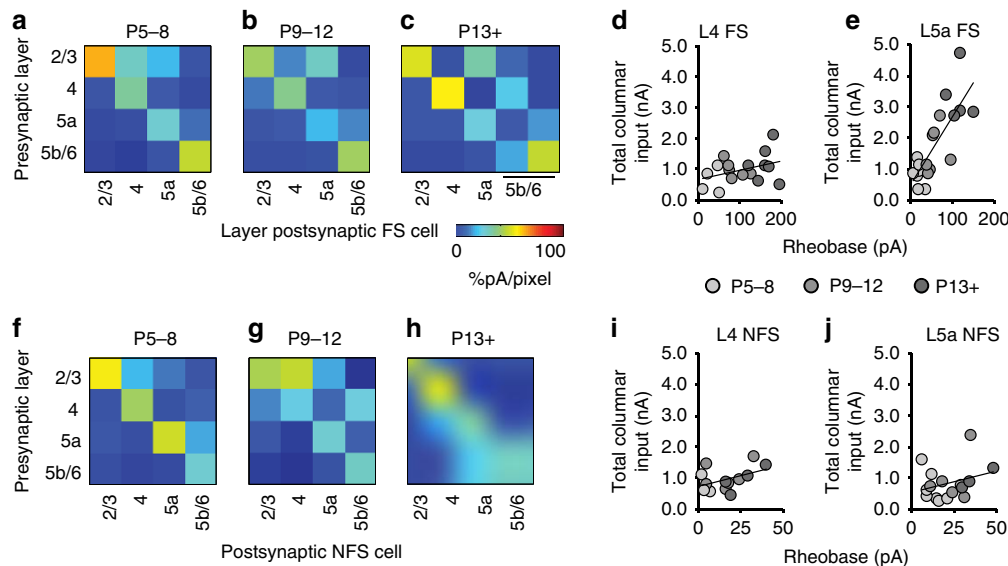 a P5–8
b P9–12
c P13+
Presynaptic layer
2/3
4
5a
5b/6
2/3 4 5a 5b/6
2/3 4 5a 5b/6
2/3 4 5a 5b/6
Layer postsynaptic FS cell
0 100
%pA/pixel
d L4 FS
Total columnar
input (nA)
5.0
4.0
3.0
2.0
1.0
0
0 100 200
e L5a FS
Total columnar
input (nA)
5.0
4.0
3.0
2.0
1.0
0
0 100 200
Rheobase (pA)
P5–8 P9–12 P13+
f P5–8
g P9–12
h P13+
Presynaptic layer
2/3
4
5a
5b/6
2/3 4 5a 5b/6
2/3 4 5a 5b/6
2/3 4 5a 5b/6
Postsynaptic NFS cell
i L4 NFS
Total columnar
input (nA)
5.0
4.0
3.0
2.0
1.0
0
0 25 50
j L5a NFS
Total columnar
input (nA)
5.0
4.0
3.0
2.0
1.0
0
0 25 50
Rheobase (pA)